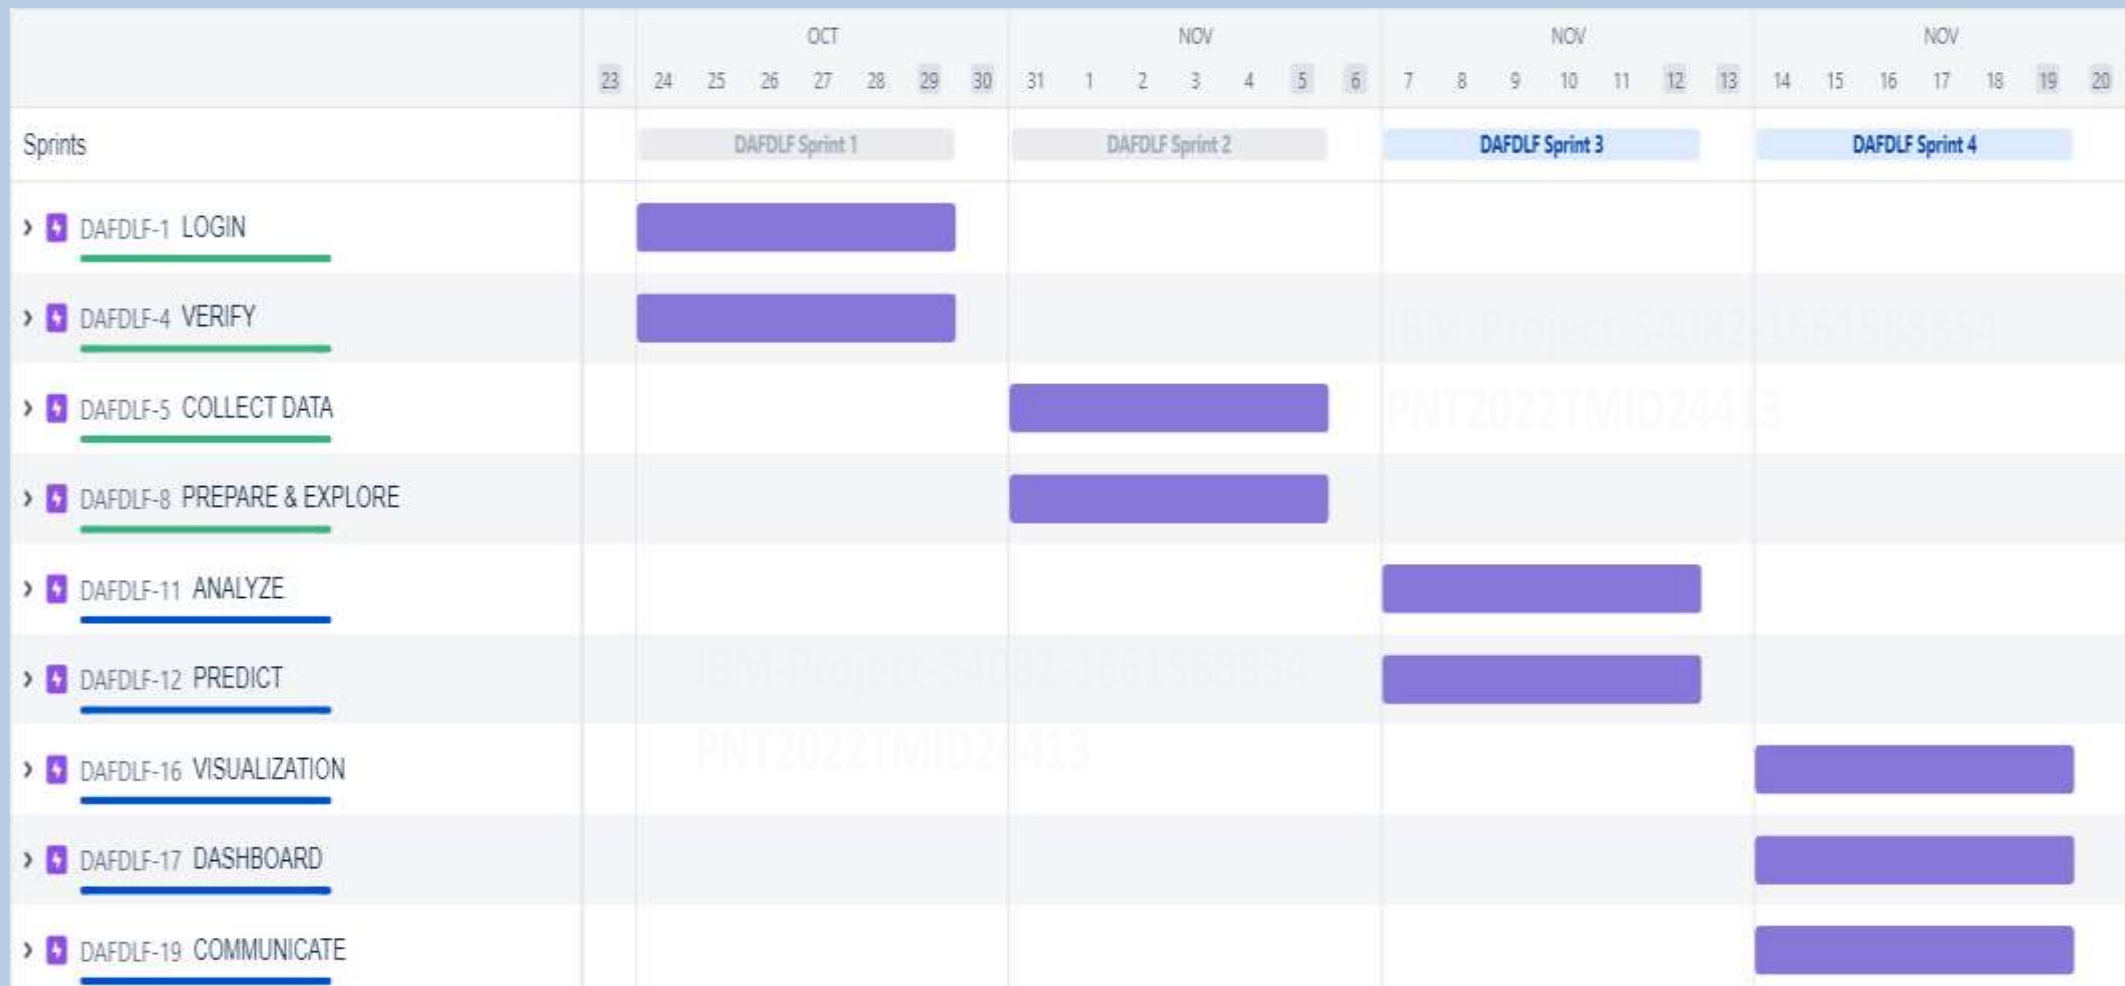 OCT NOV NOV NOV
23 24 25 26 27 28 29 30 31 1 2 3 4 5 6 7 8 9 10 11 12 13 14 15 16 17 18 19 20
Sprints DAFDLF Sprint 1 DAFDLF Sprint 2 DAFDLF Sprint 3 DAFDLF Sprint 4
DAFDLF-1 LOGIN
DAFDLF-4 VERIFY
IBM-Project-54082-1661588854
DAFDLF-5 COLLECT DATA
PNT2022TMID24413
DAFDLF-8 PREPARE & EXPLORE
DAFDLF-11 ANALYZE
DAFDLF-12 PREDICT
IBM-Project-54082-1661588854
PNT2022TMID24413
DAFDLF-16 VISUALIZATION
DAFDLF-17 DASHBOARD
DAFDLF-19 COMMUNICATE